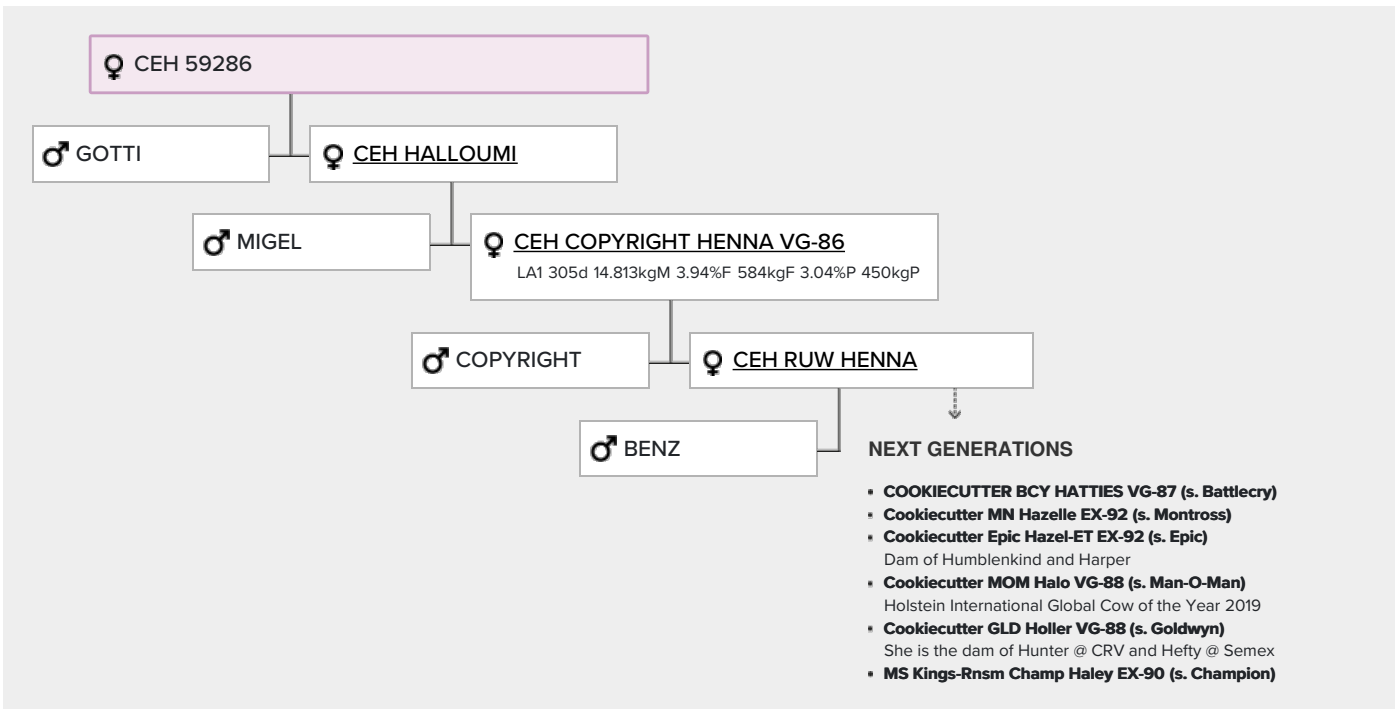 CEH 59286
GOTTI
CEH HALLOUMI
MIGEL
CEH COPYRIGHT HENNA VG-86
LA1 305d 14.813kgM 3.94%F 584kgF 3.04%P 450kgP
COPYRIGHT
CEH RUW HENNA
BENZ
NEXT GENERATIONS
COOKIECUTTER BCY HATTIES VG-87 (s. Battlecry)
Cookiecutter MN Hazelle EX-92 (s. Montross)
Cookiecutter Epic Hazel-ET EX-92 (s. Epic)
Dam of Humblenkind and Harper
Cookiecutter MOM Halo VG-88 (s. Man-O-Man)
Holstein International Global Cow of the Year 2019
Cookiecutter GLD Holler VG-88 (s. Goldwyn)
She is the dam of Hunter @ CRV and Hefty @ Semex
MS Kings-Rnsm Champ Haley EX-90 (s. Champion)